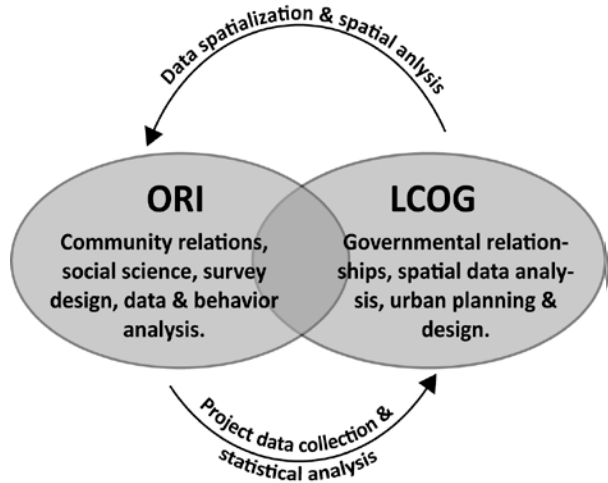 Data spatialization & spatial anlysis
ORI
Community relations,
social science, survey
design, data & behavior
analysis.
LCOG
Governmental relation-
ships, spatial data analy-
sis, urban planning &
design.
Project data collection &
statistical analysis